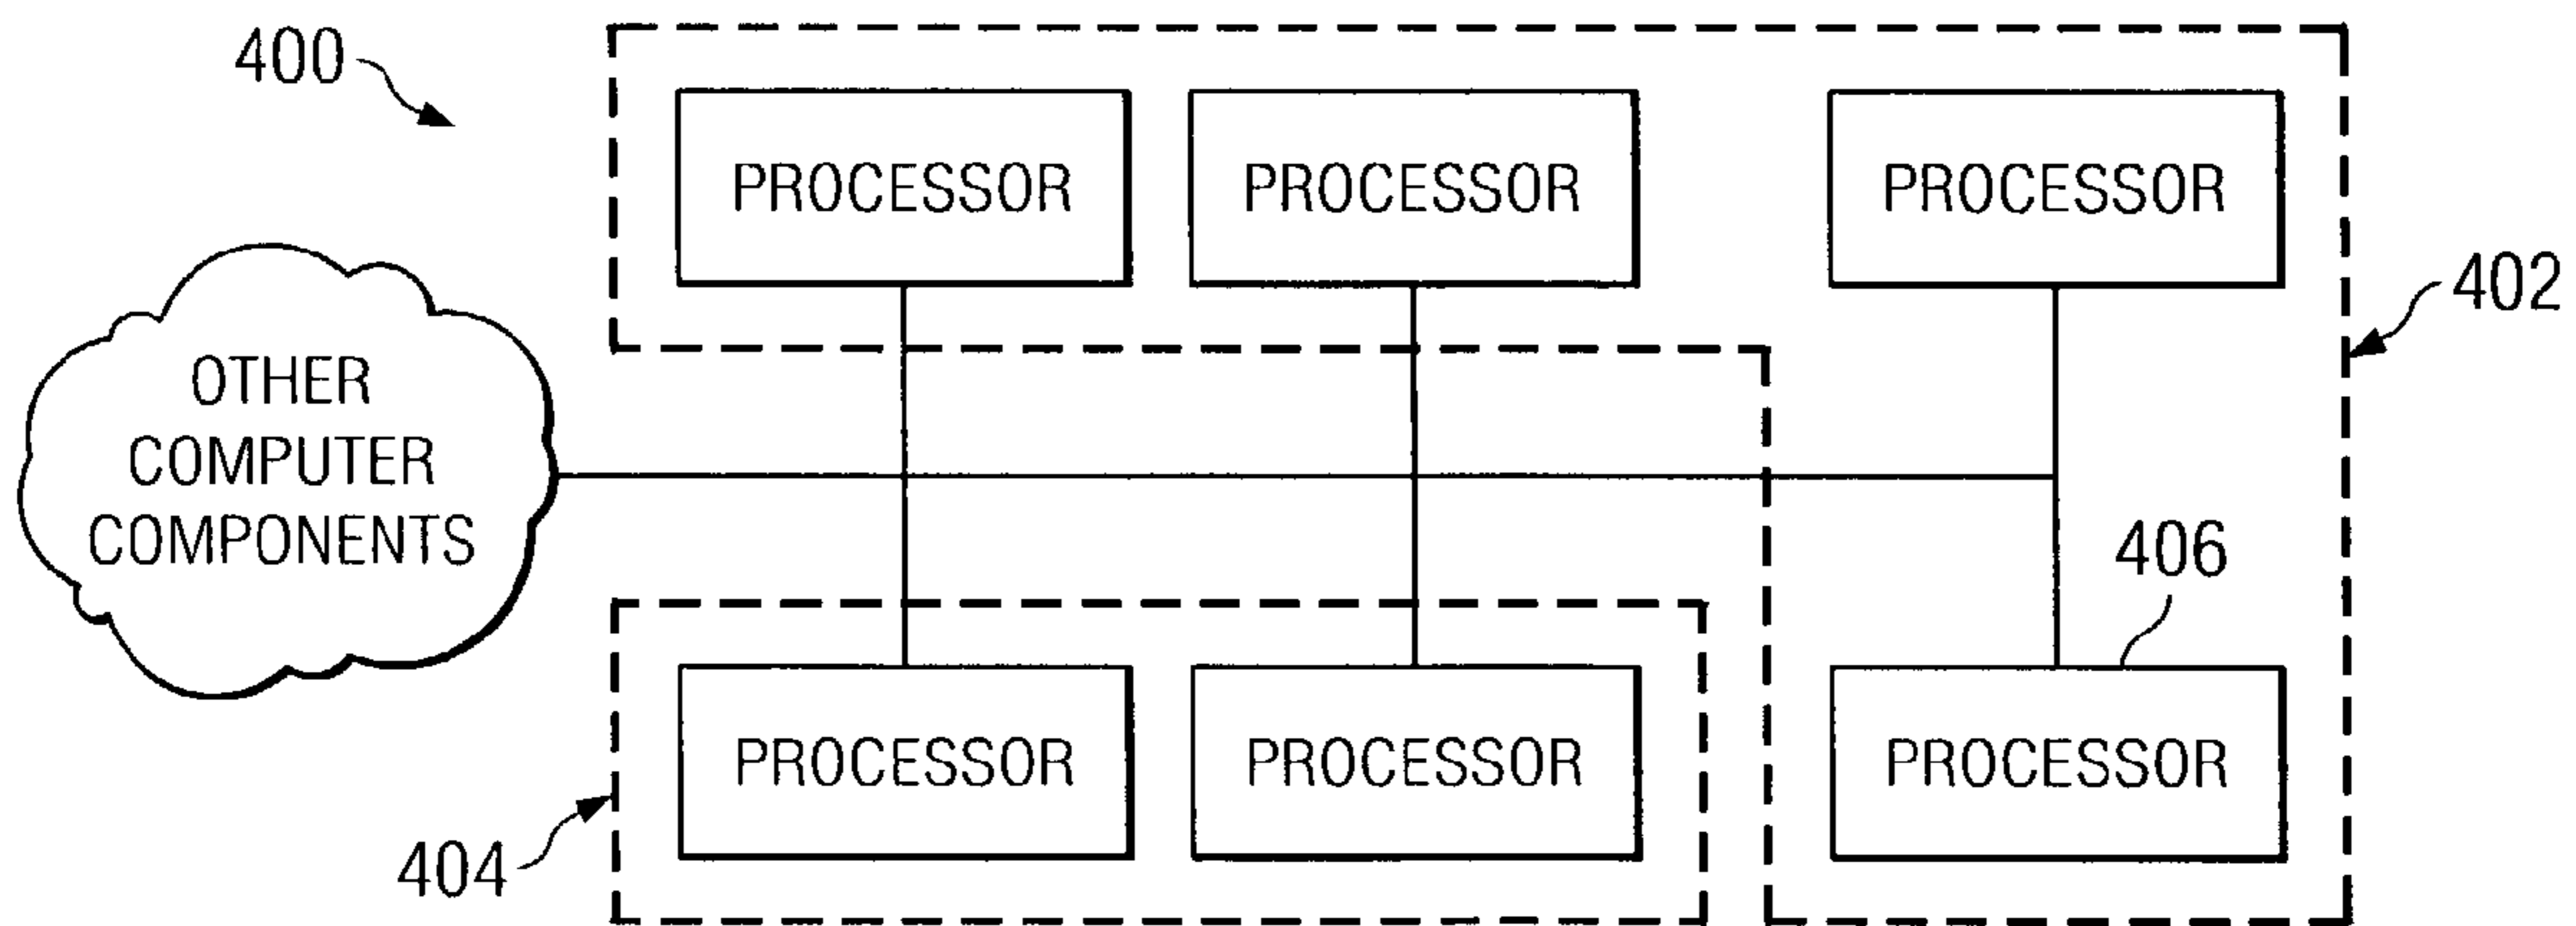 400
PROCESSOR
PROCESSOR
PROCESSOR
402
OTHER
COMPUTER
COMPONENTS
406
PROCESSOR
PROCESSOR
PROCESSOR
404